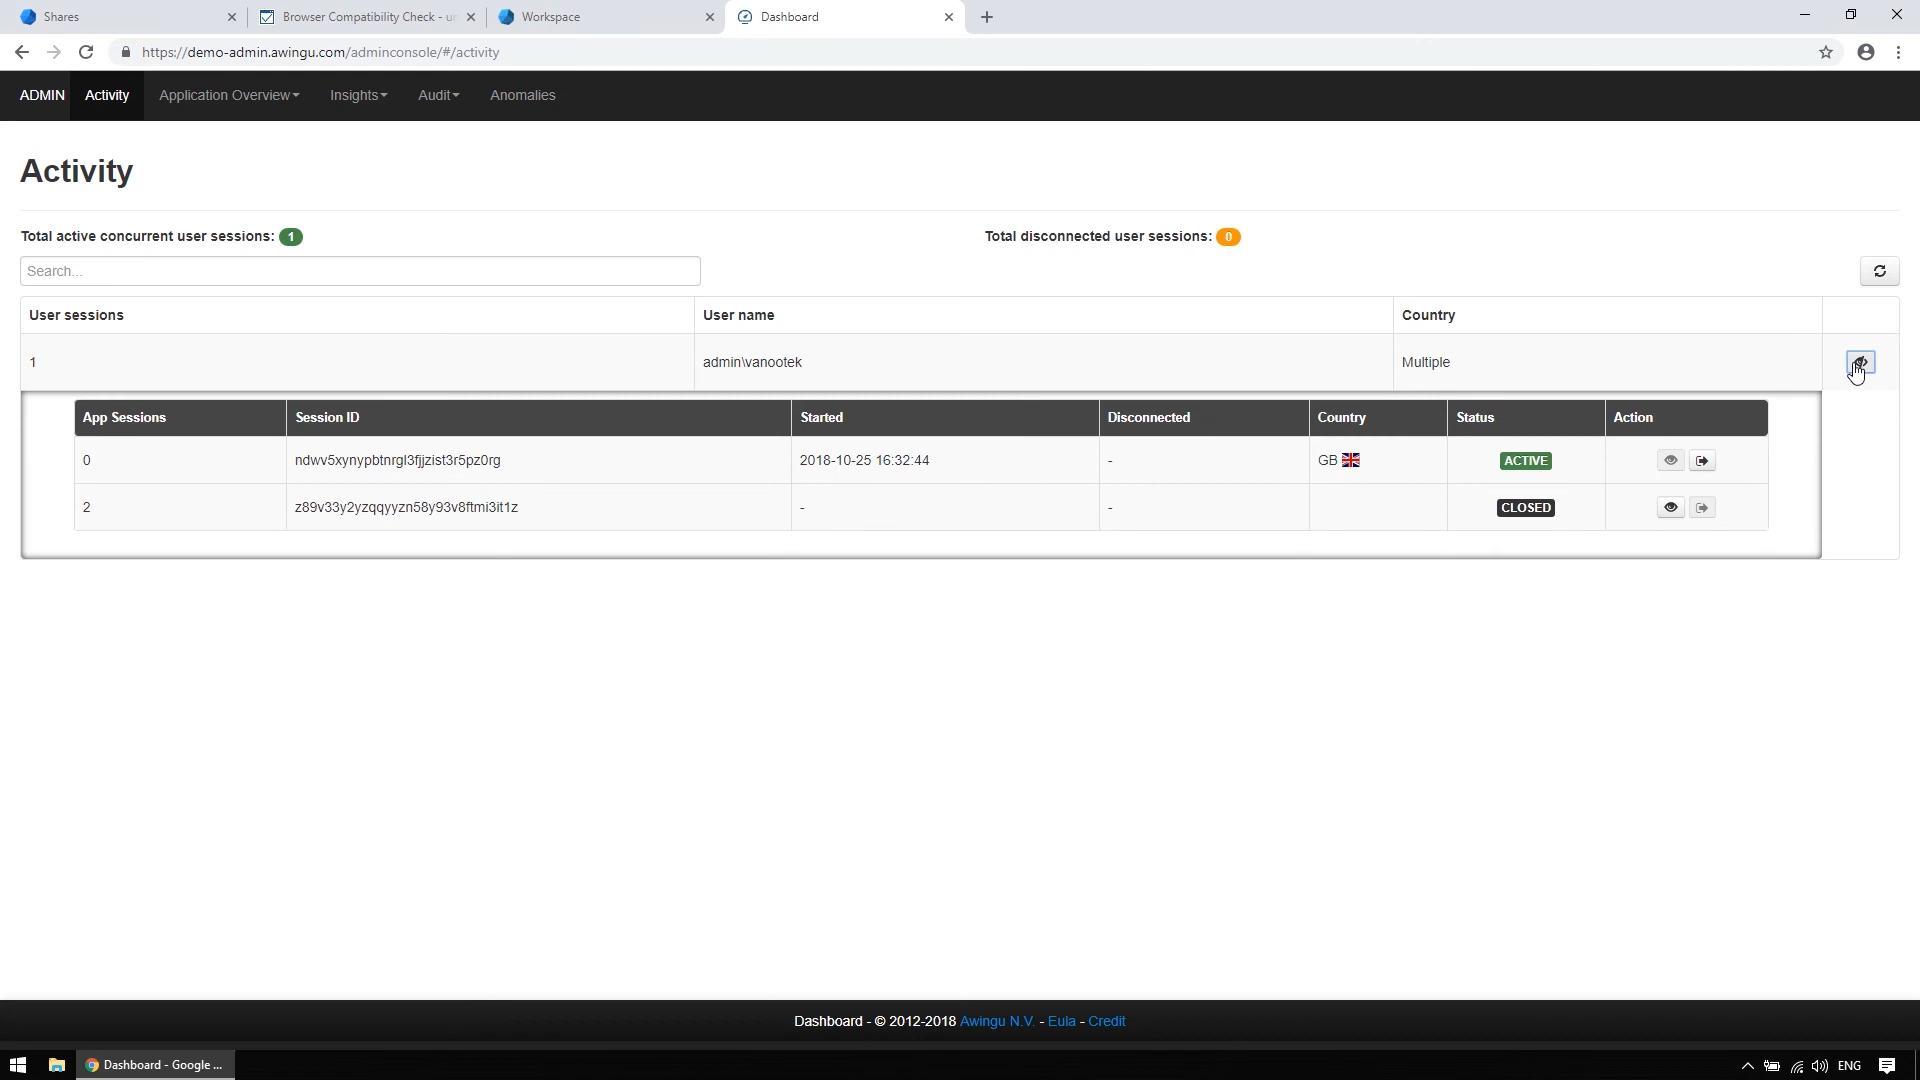 Shares
Browser Compatibility Check - ur
Workspace
Dashboard
https://demo-admin.awingu.com/adminconsole/#/activity
ADMIN Activity Application Overview Insights Audit Anomalies
Activity
Total active concurrent user sessions: 1
Total disconnected user sessions: 0
Search...
User sessions User name Country
1 admin\vanootek Multiple
App Sessions Session ID Started Disconnected Country Status Action
0 ndwv5xynypbtnrgl3fjjzist3r5pz0rg 2018-10-25 16:32:44 - GB ACTIVE
2 z89v33y2yzqqyyzn58y93v8ftmi3it1z - - CLOSED
Dashboard - © 2012-2018 Awingu N.V. - Eula - Credit
Dashboard - Google ...
ENG